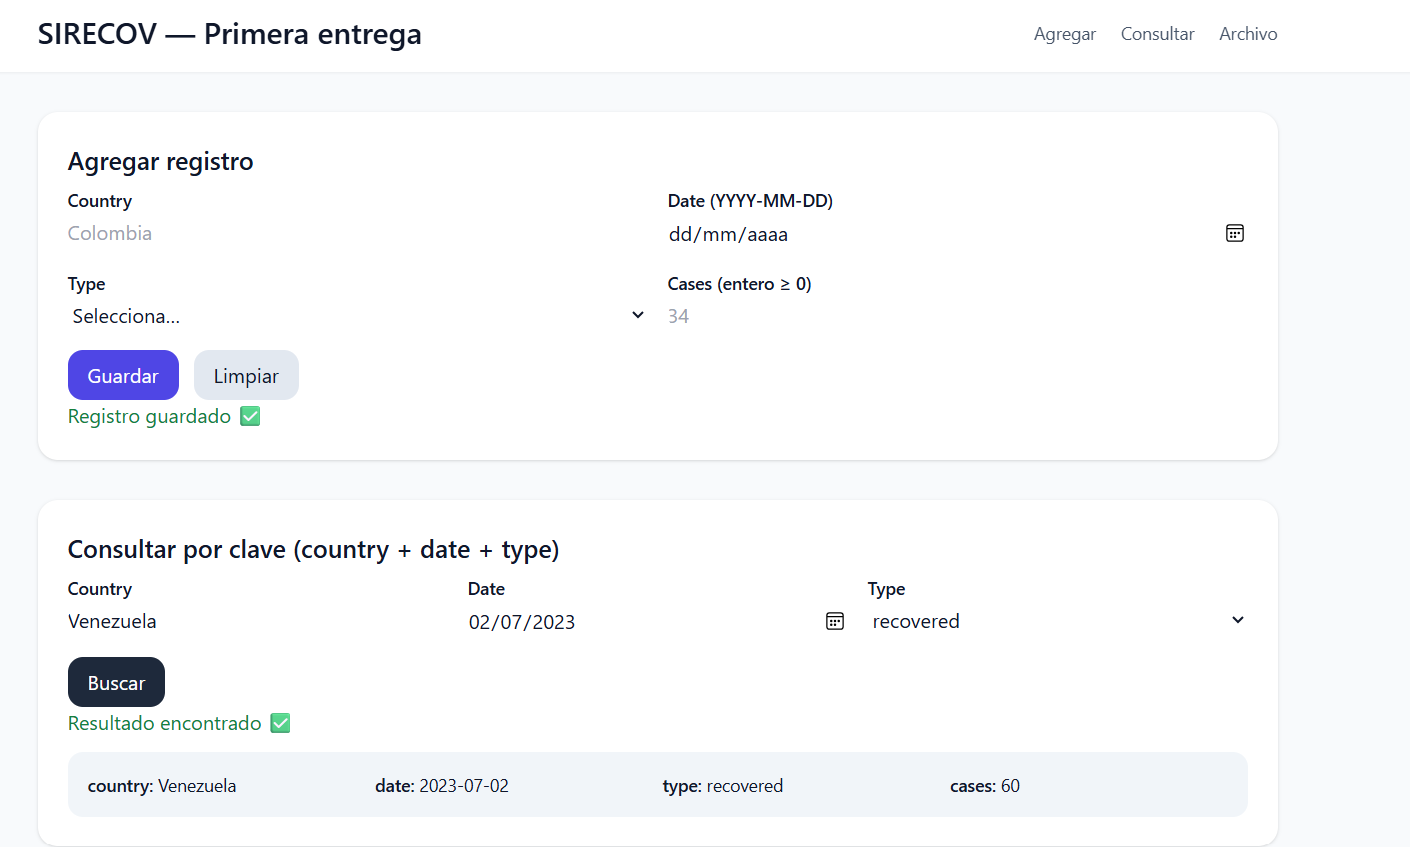 SIRECOV — Primera entrega
Agregar Consultar Archivo
Agregar registro
Country Date (YYYY-MM-DD)
Colombia dd/mm/aaaa
Type Cases (entero ≥ 0)
Selecciona... 34
Guardar Limpiar
Registro guardado ✅
Consultar por clave (country + date + type)
Country Date Type
Venezuela 02/07/2023 recovered
Buscar
Resultado encontrado ✅
country: Venezuela date: 2023-07-02 type: recovered cases: 60